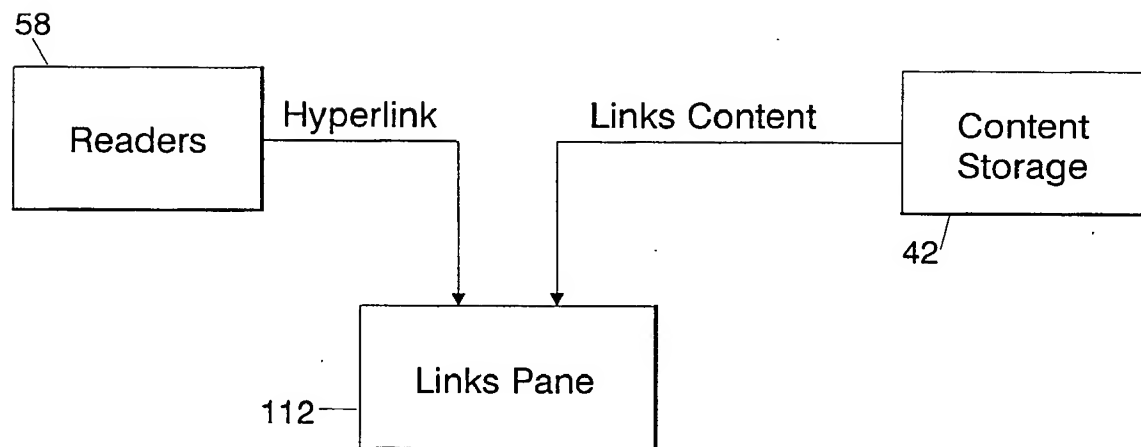 58
Readers
Hyperlink
Links Content
Content
Storage
42
Links Pane
112